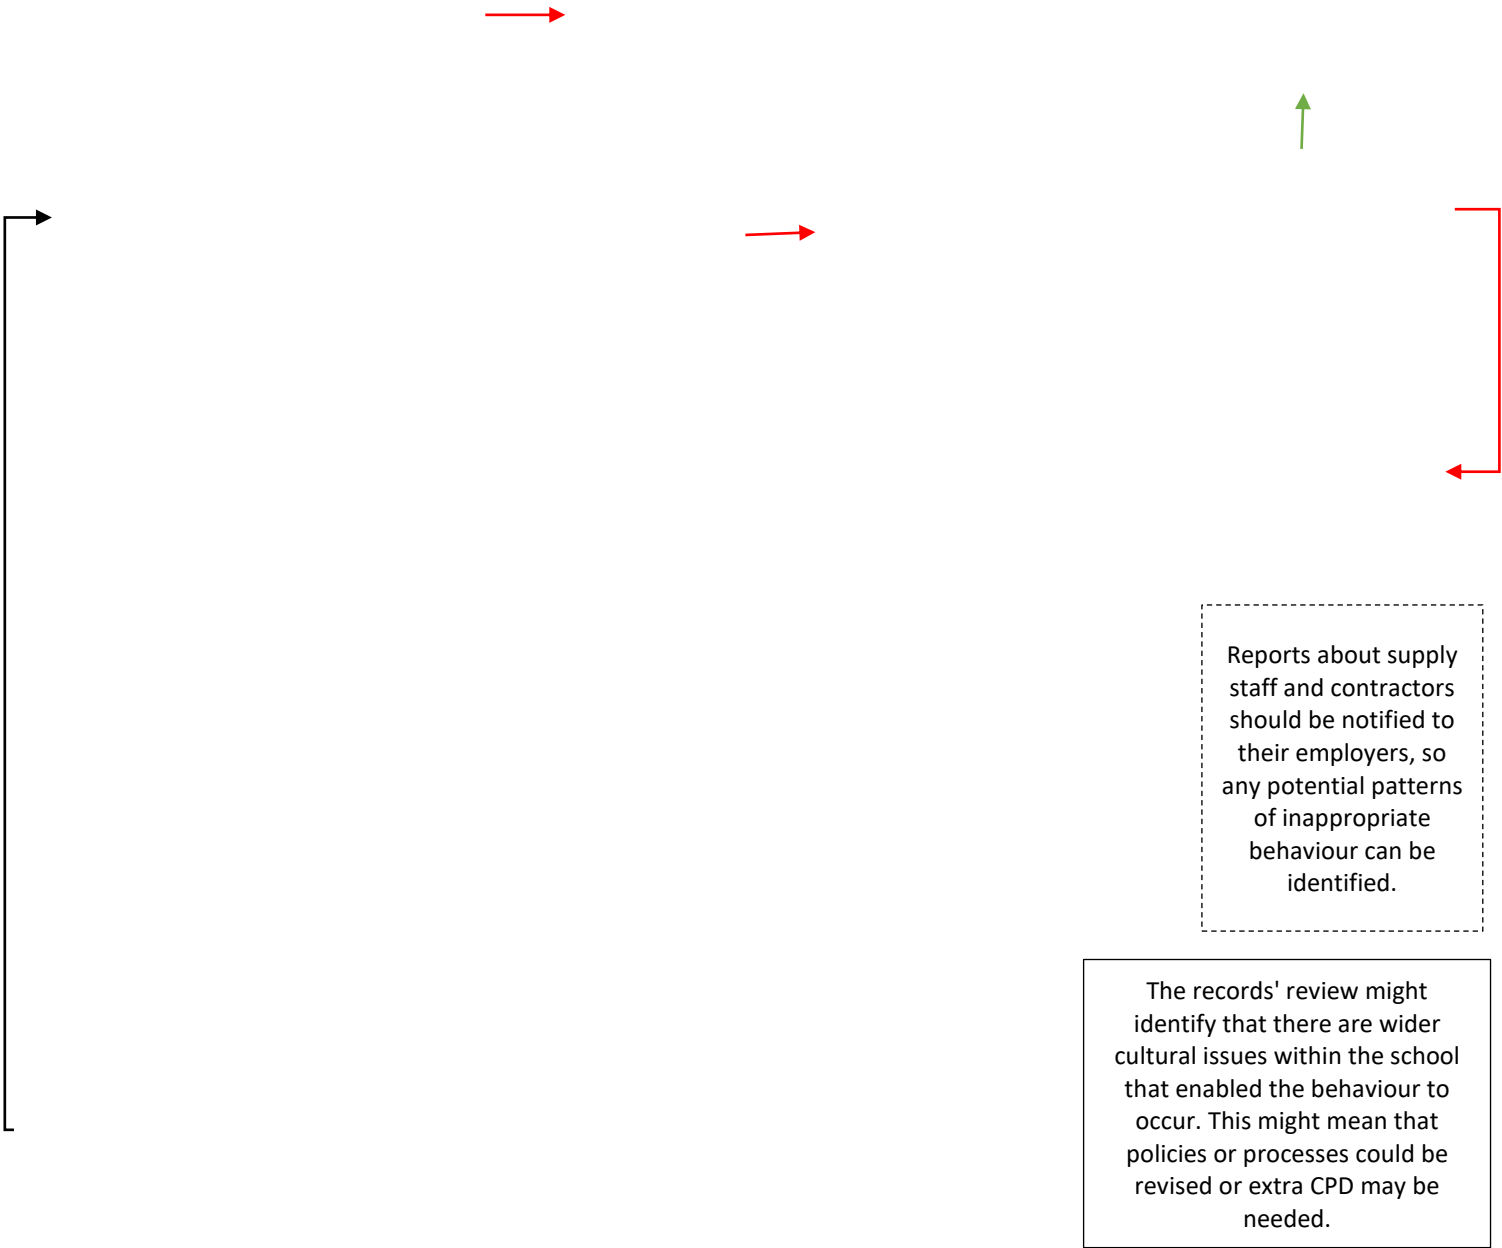 Reports about supply
staff and contractors
should be notified to
their employers, so
any potential patterns
of inappropriate
behaviour can be
identified.
The records' review might
identify that there are wider
cultural issues within the school
that enabled the behaviour to
occur. This might mean that
policies or processes could be
revised or extra CPD may be
needed.